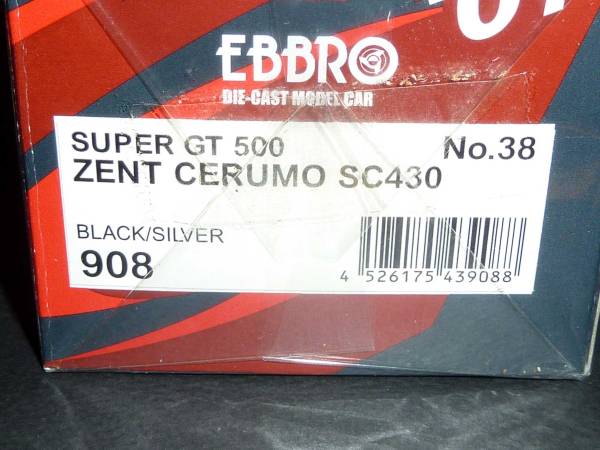 EBBRO
DIE-CAST MODEL CAR
SUPER GT 500 No.38
ZENT CERUMO SC430
BLACK/SILVER
908
4 526175 439088